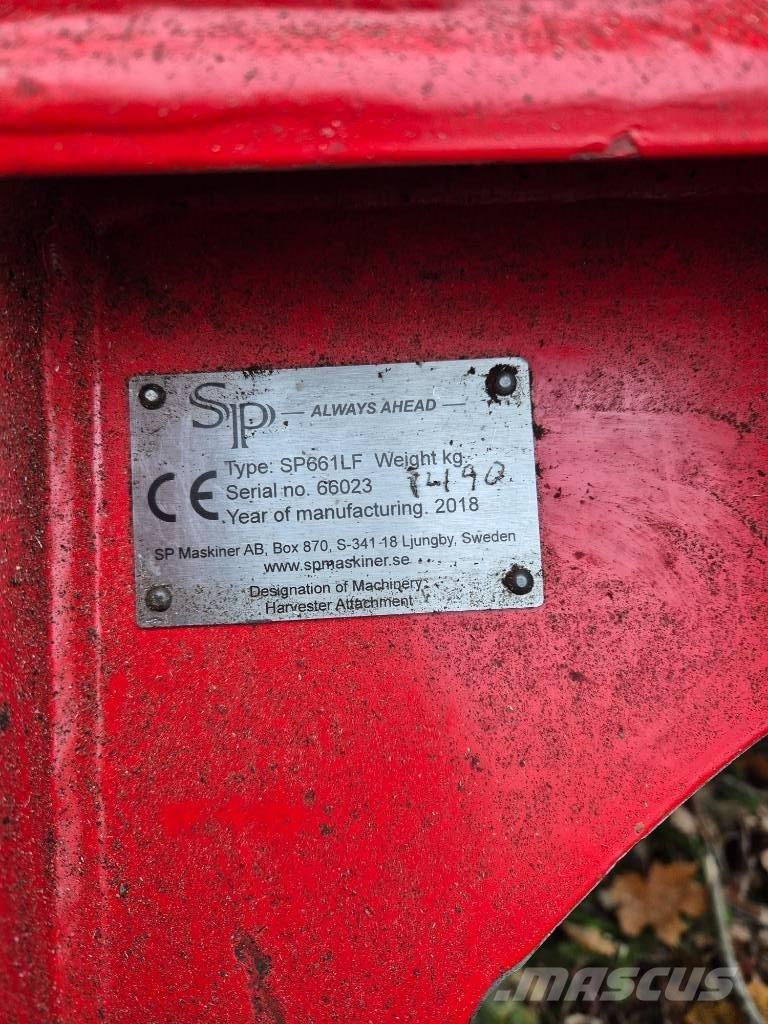 SP — ALWAYS AHEAD —
Type: SP661LF Weight kg.
CE Serial no. 66023 1490
Year of manufacturing. 2018
SP Maskiner AB, Box 870, S-341 18 Ljungby, Sweden
www.spmaskiner.se
Designation of Machinery:
Harvester Attachment
MASCUS